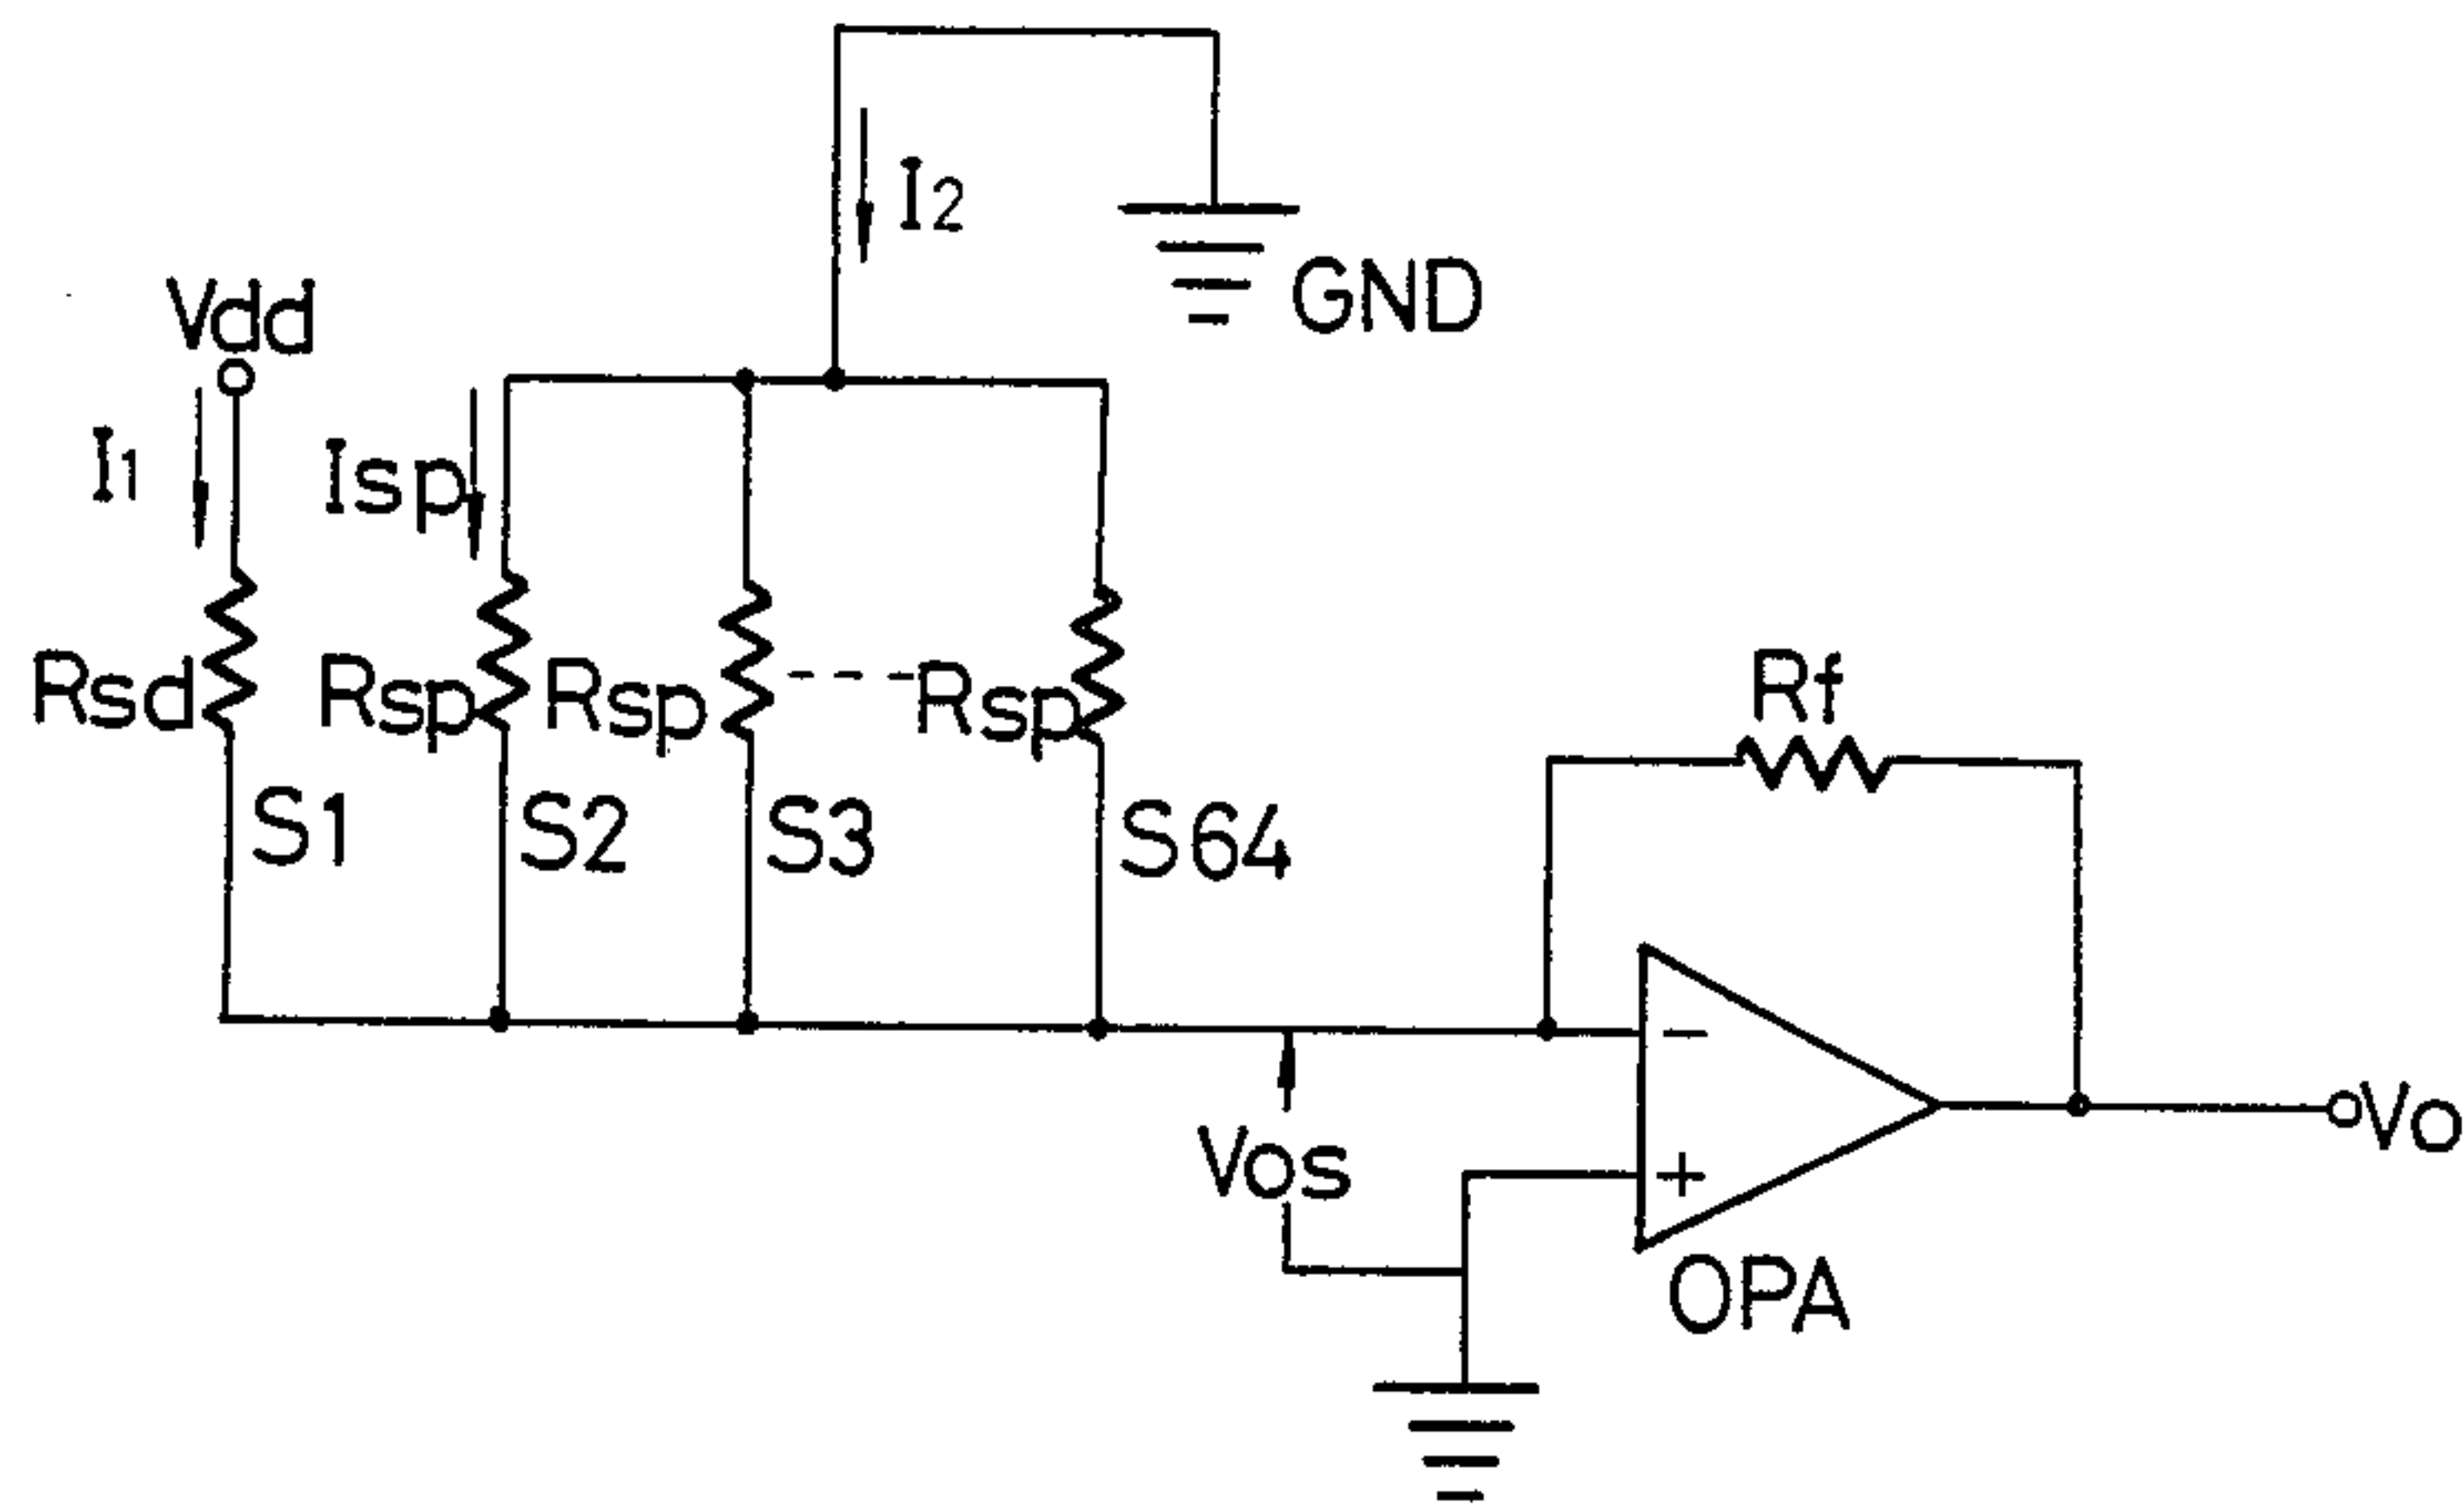 I2
GND
Vdd
I1
Isp
Rsd
Rsp
Rsp
Rsp
Rf
S1
S2
S3
S64
-
Vos
+
Vo
OPA